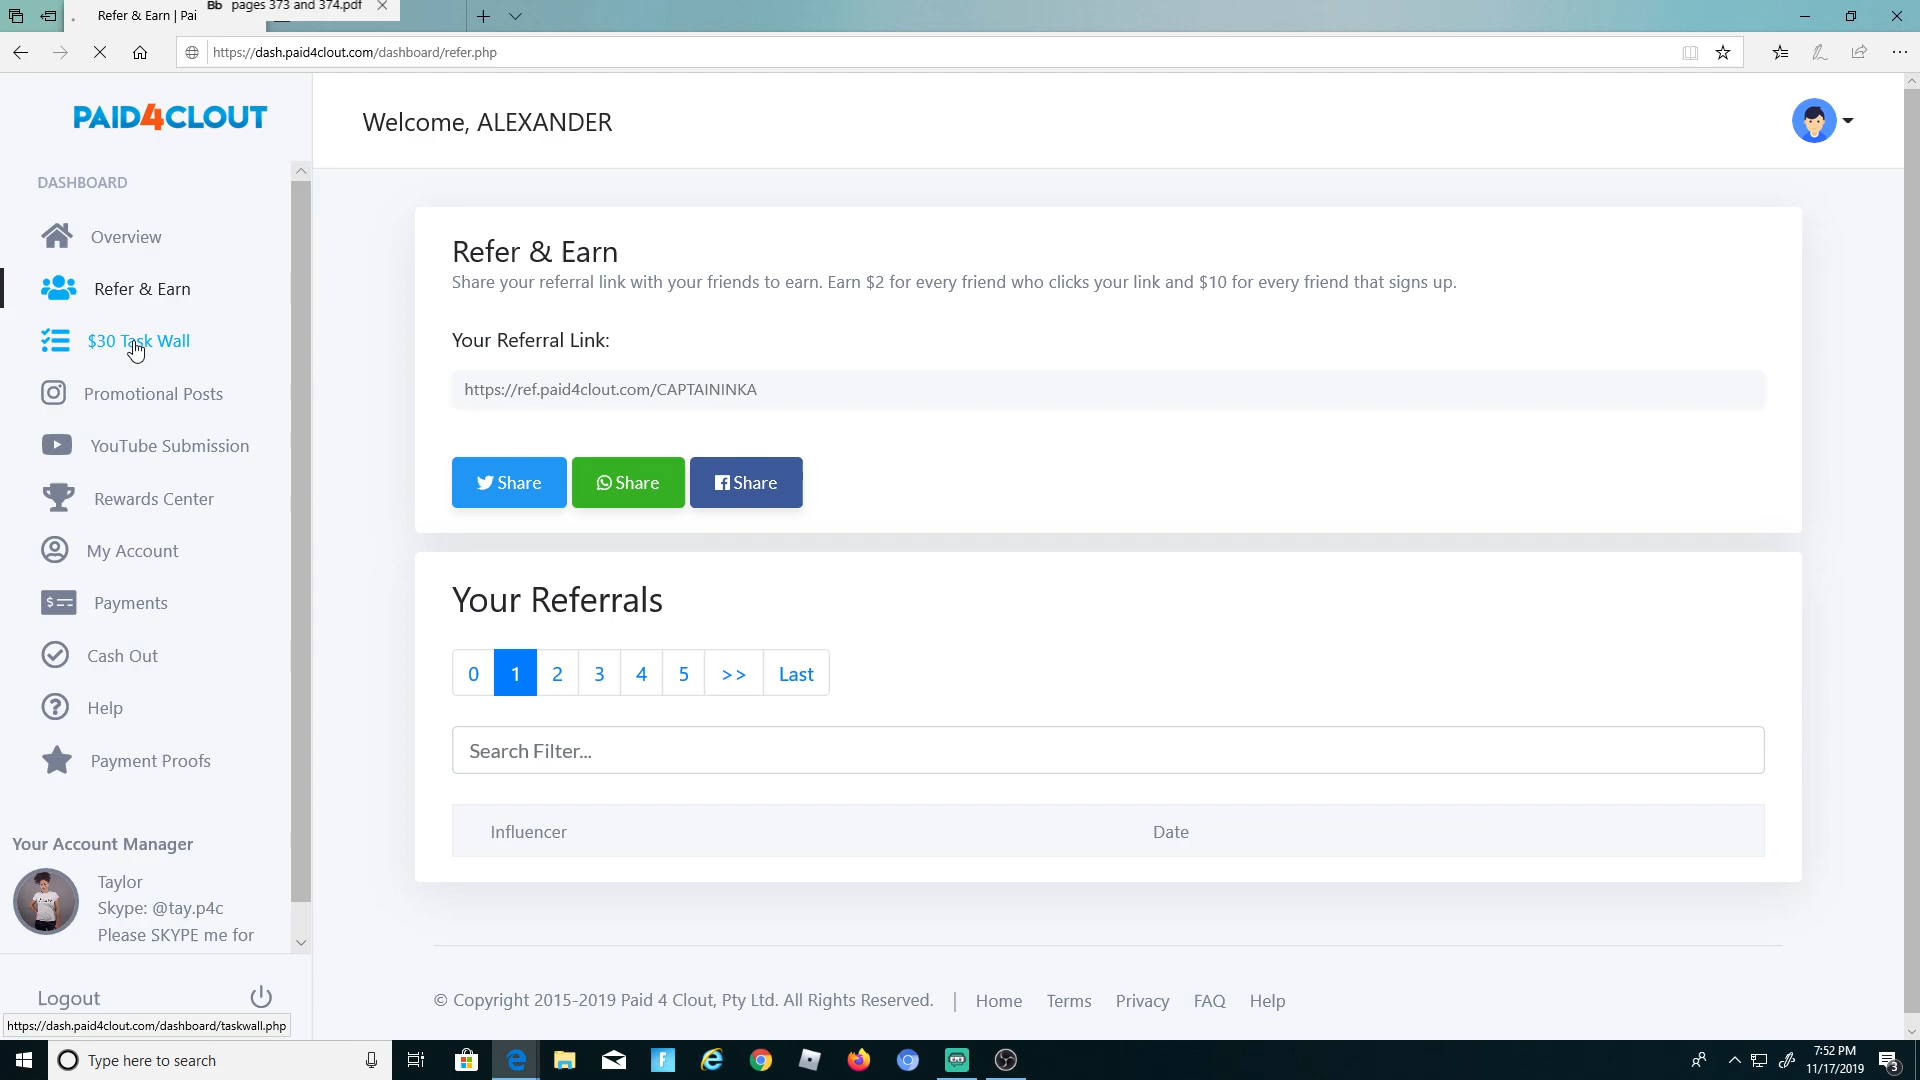 Refer & Earn | Pai
Bb pages 373 and 374.pdf
https://dash.paid4clout.com/dashboard/refer.php
PAID4CLOUT
Welcome, ALEXANDER
DASHBOARD
Overview
Refer & Earn
$30 Task Wall
Promotional Posts
YouTube Submission
Rewards Center
My Account
Payments
Cash Out
Help
Payment Proofs
Your Account Manager
Taylor
Skype: @tay.p4c
Please SKYPE me for
Logout
https://dash.paid4clout.com/dashboard/taskwall.php
Refer & Earn
Share your referral link with your friends to earn. Earn $2 for every friend who clicks your link and $10 for every friend that signs up.
Your Referral Link:
https://ref.paid4clout.com/CAPTAININKA
Share Share Share
Your Referrals
0 1 2 3 4 5 >> Last
Search Filter...
Influencer Date
© Copyright 2015-2019 Paid 4 Clout, Pty Ltd. All Rights Reserved. | Home Terms Privacy FAQ Help
Type here to search
7:52 PM
11/17/2019
3